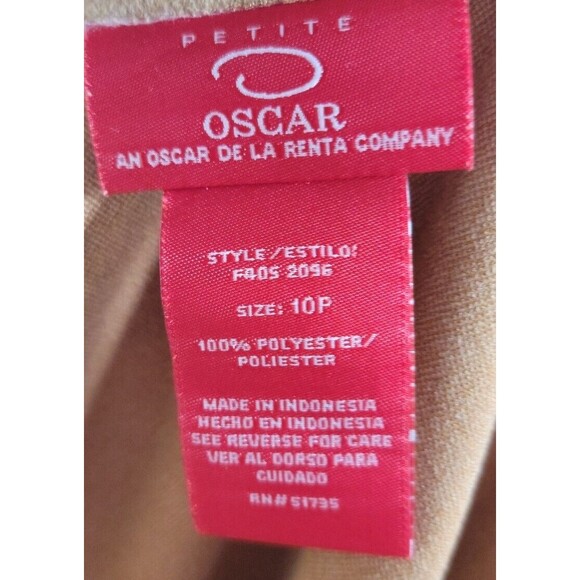 PETITE
OSCAR
AN OSCAR DE LA RENTA COMPANY
STYLE/ESTILO:
F40S 2096
SIZE: 10P
100% POLYESTER/
POLIESTER
MADE IN INDONESIA
HECHO EN INDONESIA
SEE REVERSE FOR CARE
VER AL DORSO PARA
CUIDADO
RN# 51735